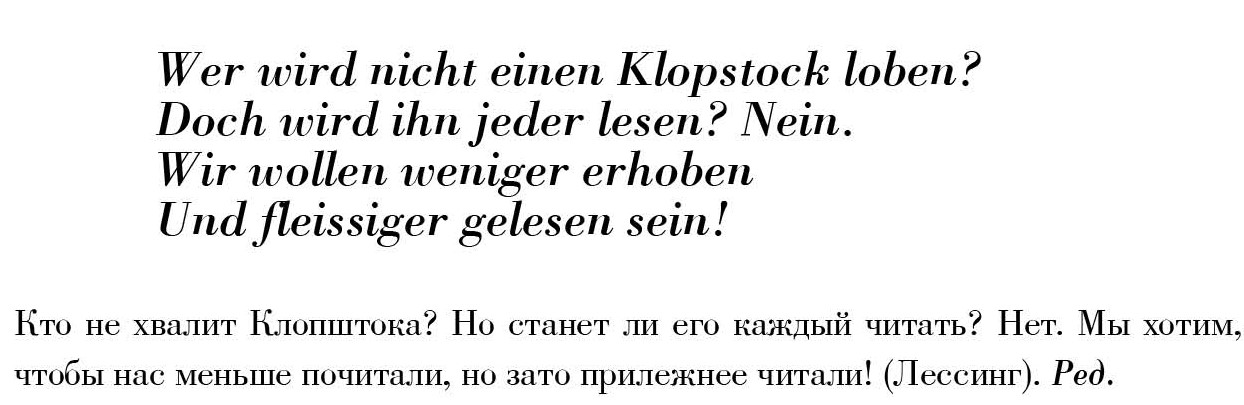 Wer wird nicht einen Klopstock loben?
Doch wird ihn jeder lesen? Nein.
Wir wollen weniger erhoben
Und fleissiger gelesen sein!
Кто не хвалит Клопштока? Но станет ли его каждый читать? Нет. Мы хотим,
чтобы нас меньше почитали, но зато прилежнее читали! (Лессинг). Ред.